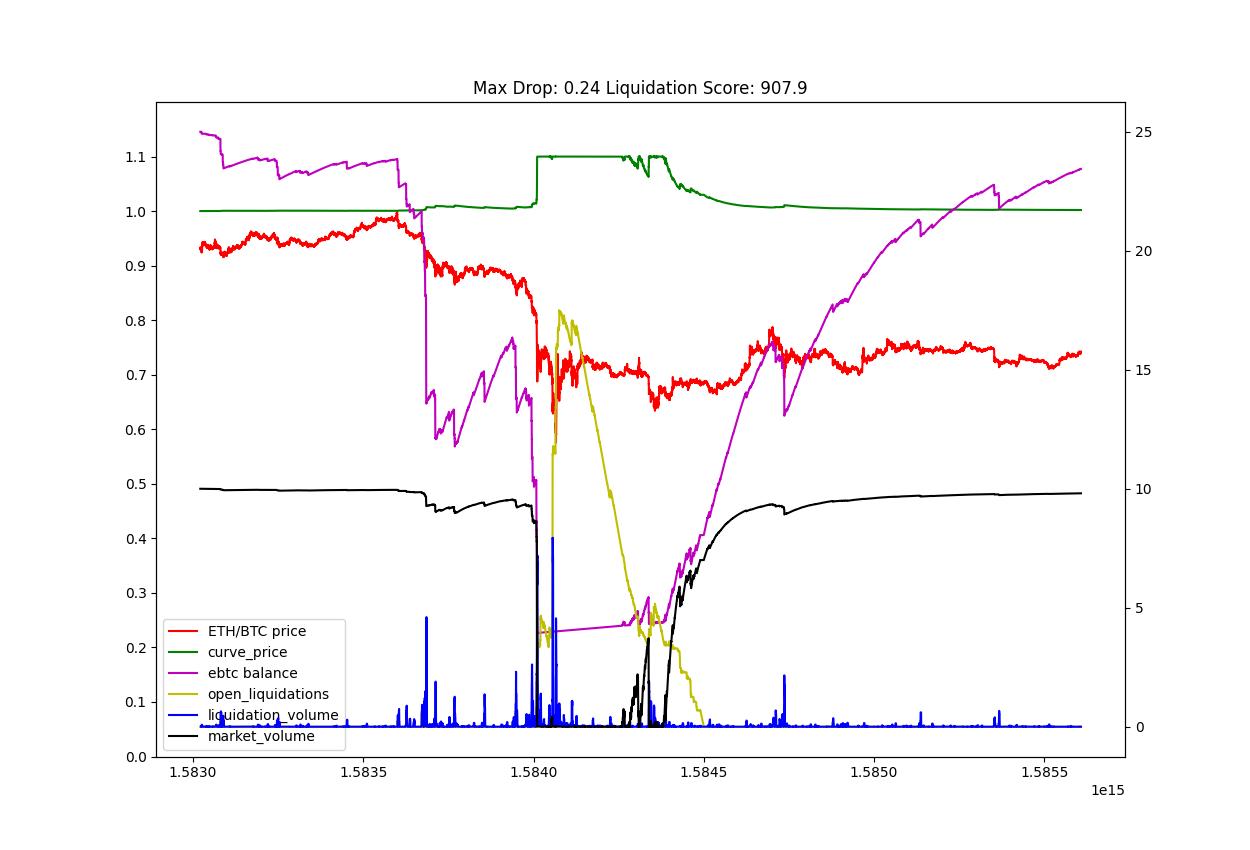 Max Drop: 0.24 Liquidation Score: 907.9
1.1
1.0
0.9
0.8
0.7
0.6
0.5
0.4
0.3
0.2
0.1
0.0
25
20
15
10
5
0
ETH/BTC price
curve_price
ebtc balance
open_liquidations
liquidation_volume
market_volume
1.5830 1.5835 1.5840 1.5845 1.5850 1.5855
1e15